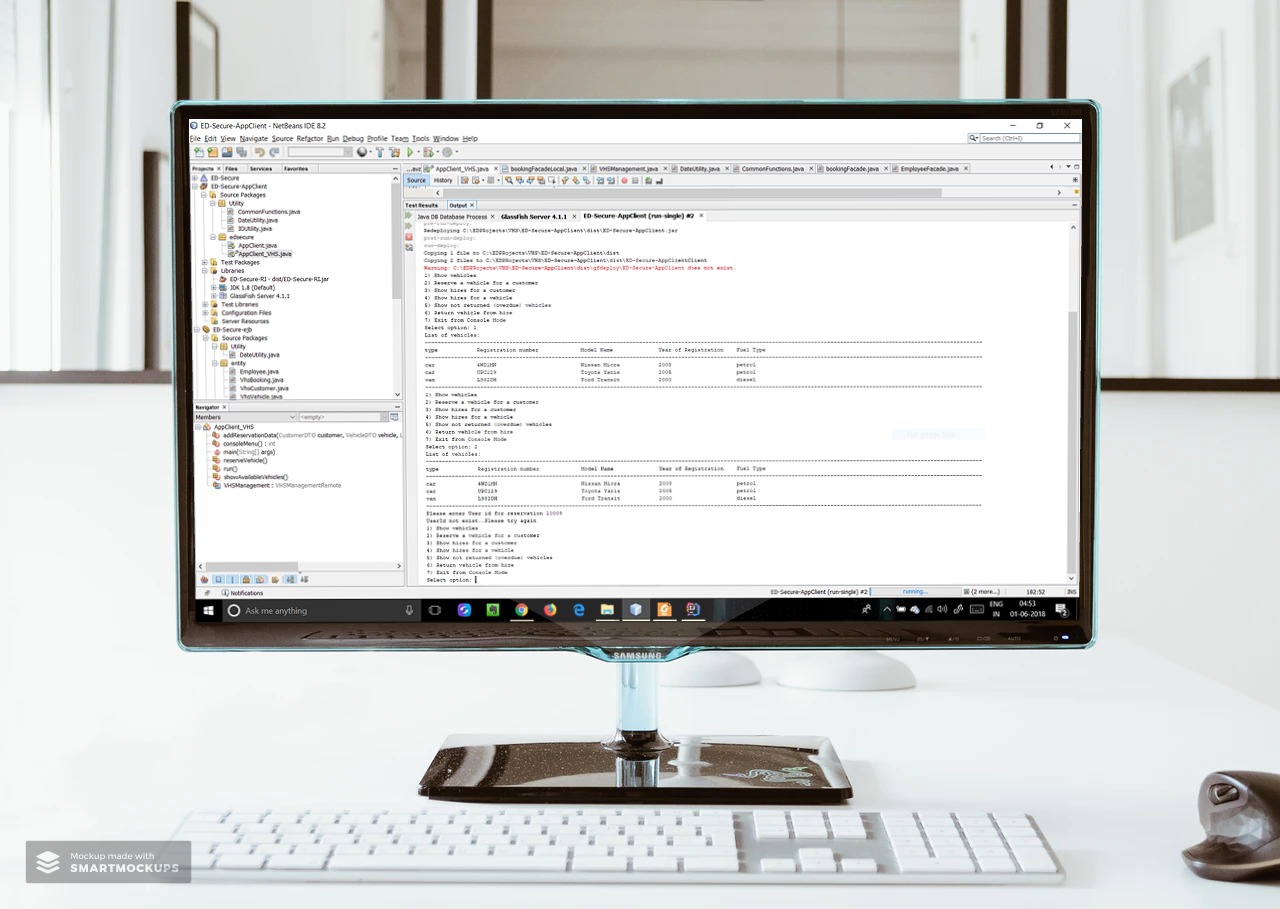 ED-Secure-AppClient - NetBeans IDE 8.2
File Edit View Navigate Source Refactor Run Debug Profile Team Tools Window Help
Search (Ctrl+I)
Projects Files Services Favorites
ED-Secure
ED-Secure-AppClient
Source Packages
Utility
CommonFunctions.java
DateUtility.java
IOUtility.java
edsecure
AppClient.java
AppClient_VHS.java
Test Packages
Libraries
ED-Secure-RI - dist/ED-Secure-RI.jar
JDK 1.8 (Default)
GlassFish Server 4.1.1
Test Libraries
Configuration Files
Server Resources
ED-Secure-ejb
Source Packages
Utility
DateUtility.java
entity
Employee.java
VhsBooking.java
VhsCustomer.java
VhsVehicle.java
Navigator
Members <empty>
AppClient_VHS
addReservationData(CustomerDTO customer, VehicleDTO vehicle, L
consoleMenu() : int
main(String[] args)
reserveVehicle()
run()
showAvailableVehicles()
VHSManagement : VHSManagementRemote
...ava AppClient_VHS.java bookingFacadeLocal.java VHSManagement.java DateUtility.java CommonFunctions.java bookingFacade.java EmployeeFacade.java
Source History
Test Results Output
Java DB Database Process GlassFish Server 4.1.1 ED-Secure-AppClient (run-single) #2
pre-run-deploy:
Redeploying C:\EDPRojects\VHS\ED-Secure-AppClient\dist\ED-Secure-AppClient.jar
post-run-deploy:
run-deploy:
Copying 1 file to C:\EDPRojects\VHS\ED-Secure-AppClient\dist
Copying 2 files to C:\EDPRojects\VHS\ED-Secure-AppClient\dist\ED-Secure-AppClientClient
Warning: C:\EDPRojects\VHS\ED-Secure-AppClient\dist\gfdeploy\ED-Secure-AppClient does not exist.
1) Show vehicles
2) Reserve a vehicle for a customer
3) Show hires for a customer
4) Show hires for a vehicle
5) Show not returned (overdue) vehicles
6) Return vehicle from hire
7) Exit from Console Mode
Select option: 1
List of vehicles:
type Registration number Model Name Year of Registration Fuel Type
car 4WD1HN Nissan Micra 2008 petrol
car UPC129 Toyota Yaris 2008 petrol
van L982DH Ford Transit 2000 diesel
1) Show vehicles
2) Reserve a vehicle for a customer
3) Show hires for a customer
4) Show hires for a vehicle
5) Show not returned (overdue) vehicles
6) Return vehicle from hire
7) Exit from Console Mode
Select option: 2
List of vehicles:
type Registration number Model Name Year of Registration Fuel Type
car 4WD1HN Nissan Micra 2008 petrol
car UPC129 Toyota Yaris 2008 petrol
van L982DH Ford Transit 2000 diesel
Please enter User id for reservation 10009
UserId not exist..Please try again
1) Show vehicles
2) Reserve a vehicle for a customer
3) Show hires for a customer
4) Show hires for a vehicle
5) Show not returned (overdue) vehicles
6) Return vehicle from hire
7) Exit from Console Mode
Select option:
Notifications
ED-Secure-AppClient (run-single) #2 running... (2 more...) 182:52 INS
Ask me anything
ENG
IN
04:53
01-06-2018
MENU AUTO
SAMSUNG
Mockup made with
SMARTMOCKUPS